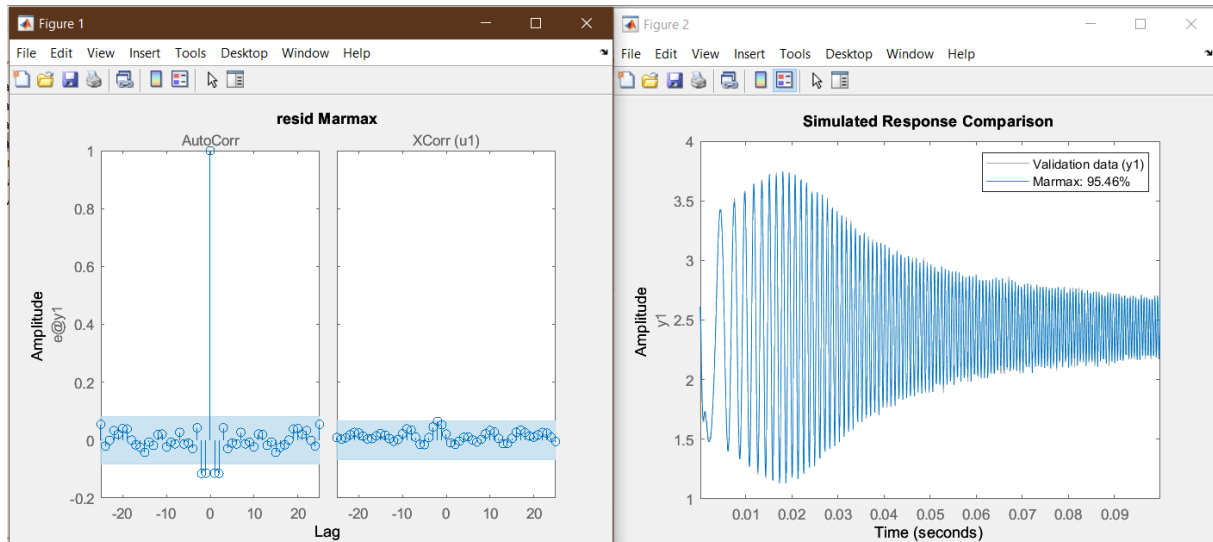 Figure 1
File Edit View Insert Tools Desktop Window Help
resid Marmax
AutoCorr
XCorr (u1)
Amplitude
e@y1
1
0.8
0.6
0.4
0.2
0
-0.2
-20 -10 0 10 20
-20 -10 0 10 20
Lag
Figure 2
File Edit View Insert Tools Desktop Window Help
Simulated Response Comparison
Validation data (y1)
Marmax: 95.46%
Amplitude
y1
4
3.5
3
2.5
2
1.5
1
0.01 0.02 0.03 0.04 0.05 0.06 0.07 0.08 0.09
Time (seconds)